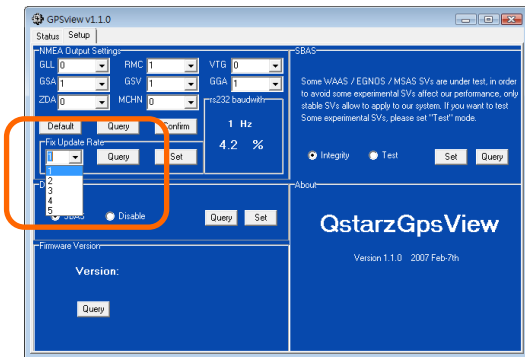 GPSview v1.1.0
Status Setup
NMEA Output Settings
GLL 0 RMC 1 VTG 0
GSA 1 GSV 1 GGA 1
ZDA 0 MCHN 0
rs232 baudwith
1 Hz
4.2 %
Default Query Confirm
Fix Update Rate
1 Query Set
1
2
3
4
5
SBAS Disable Query Set
Firmware Version
Version:
Query
SBAS
Some WAAS / EGNOS / MSAS SVs are under test, in order
to avoid some experimental SVs affect our performance, only
stable SVs allow to apply to our system. If you want to test
Some experimental SVs, please set "Test" mode.
Integrity Test Set Query
About
QstarzGpsView
Version 1.1.0 2007 Feb-7th